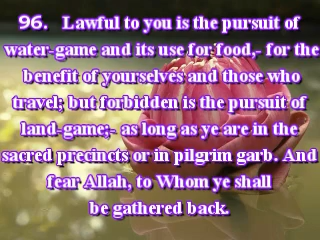 96. Lawful to you is the pursuit of
water-game and its use for food,- for the
benefit of yourselves and those who
travel; but forbidden is the pursuit of
land-game;- as long as ye are in the
sacred precincts or in pilgrim garb. And
fear Allah, to Whom ye shall
be gathered back.